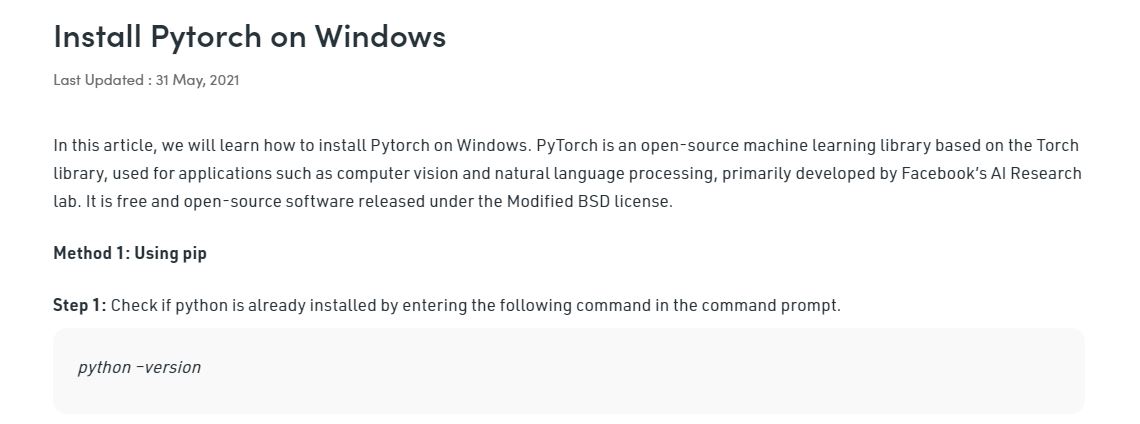 Install Pytorch on Windows
Last Updated : 31 May, 2021
In this article, we will learn how to install Pytorch on Windows. PyTorch is an open-source machine learning library based on the Torch
library, used for applications such as computer vision and natural language processing, primarily developed by Facebook’s AI Research
lab. It is free and open-source software released under the Modified BSD license.
Method 1: Using pip
Step 1: Check if python is already installed by entering the following command in the command prompt.
python –version